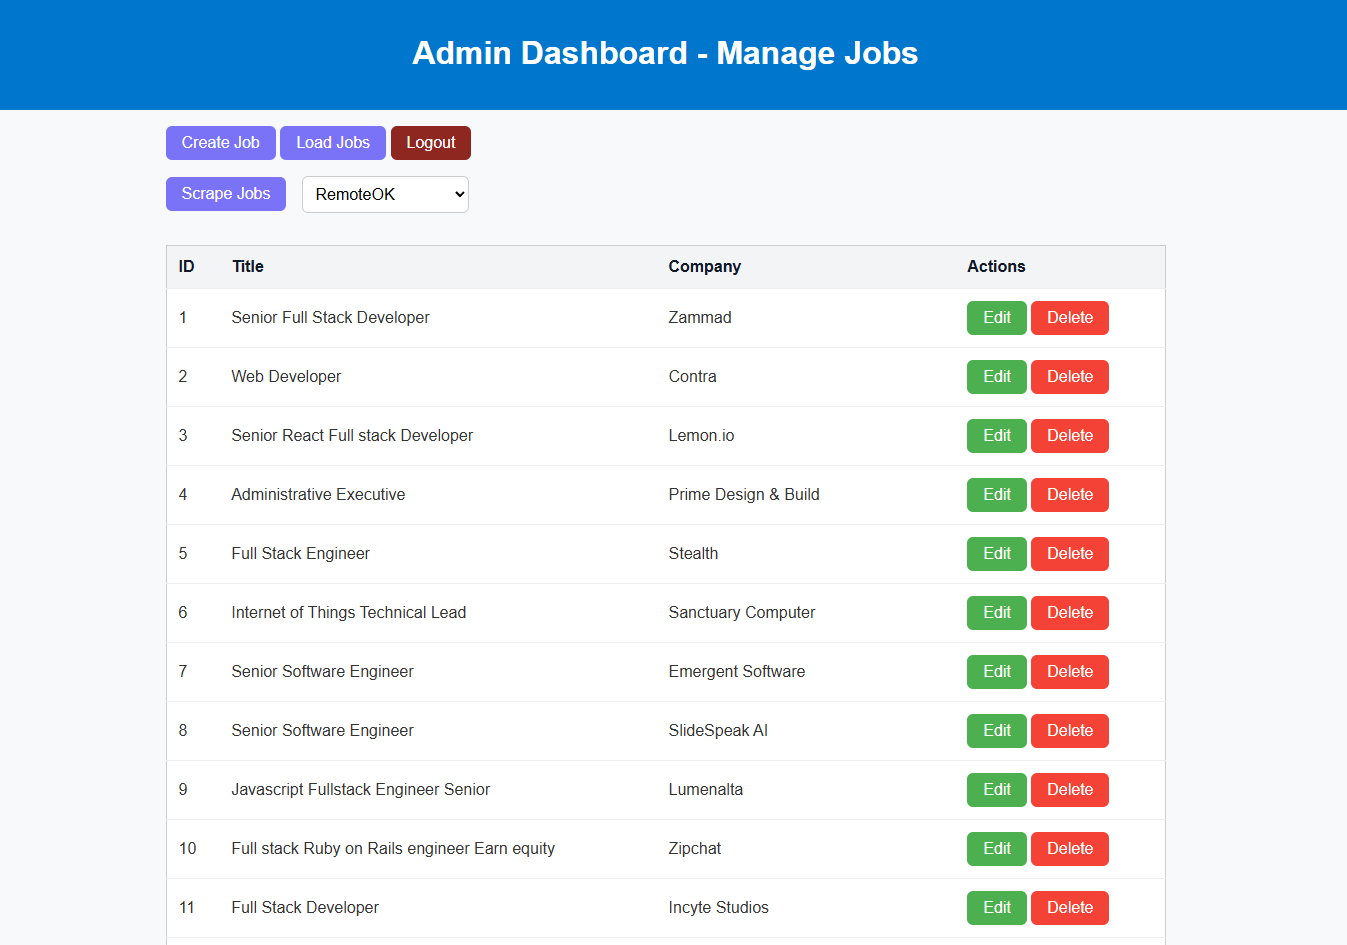 Admin Dashboard - Manage Jobs
Create Job Load Jobs Logout
Scrape Jobs RemoteOK
ID Title Company Actions
1 Senior Full Stack Developer Zammad Edit Delete
2 Web Developer Contra Edit Delete
3 Senior React Full stack Developer Lemon.io Edit Delete
4 Administrative Executive Prime Design & Build Edit Delete
5 Full Stack Engineer Stealth Edit Delete
6 Internet of Things Technical Lead Sanctuary Computer Edit Delete
7 Senior Software Engineer Emergent Software Edit Delete
8 Senior Software Engineer SlideSpeak AI Edit Delete
9 Javascript Fullstack Engineer Senior Lumenalta Edit Delete
10 Full stack Ruby on Rails engineer Earn equity Zipchat Edit Delete
11 Full Stack Developer Incyte Studios Edit Delete